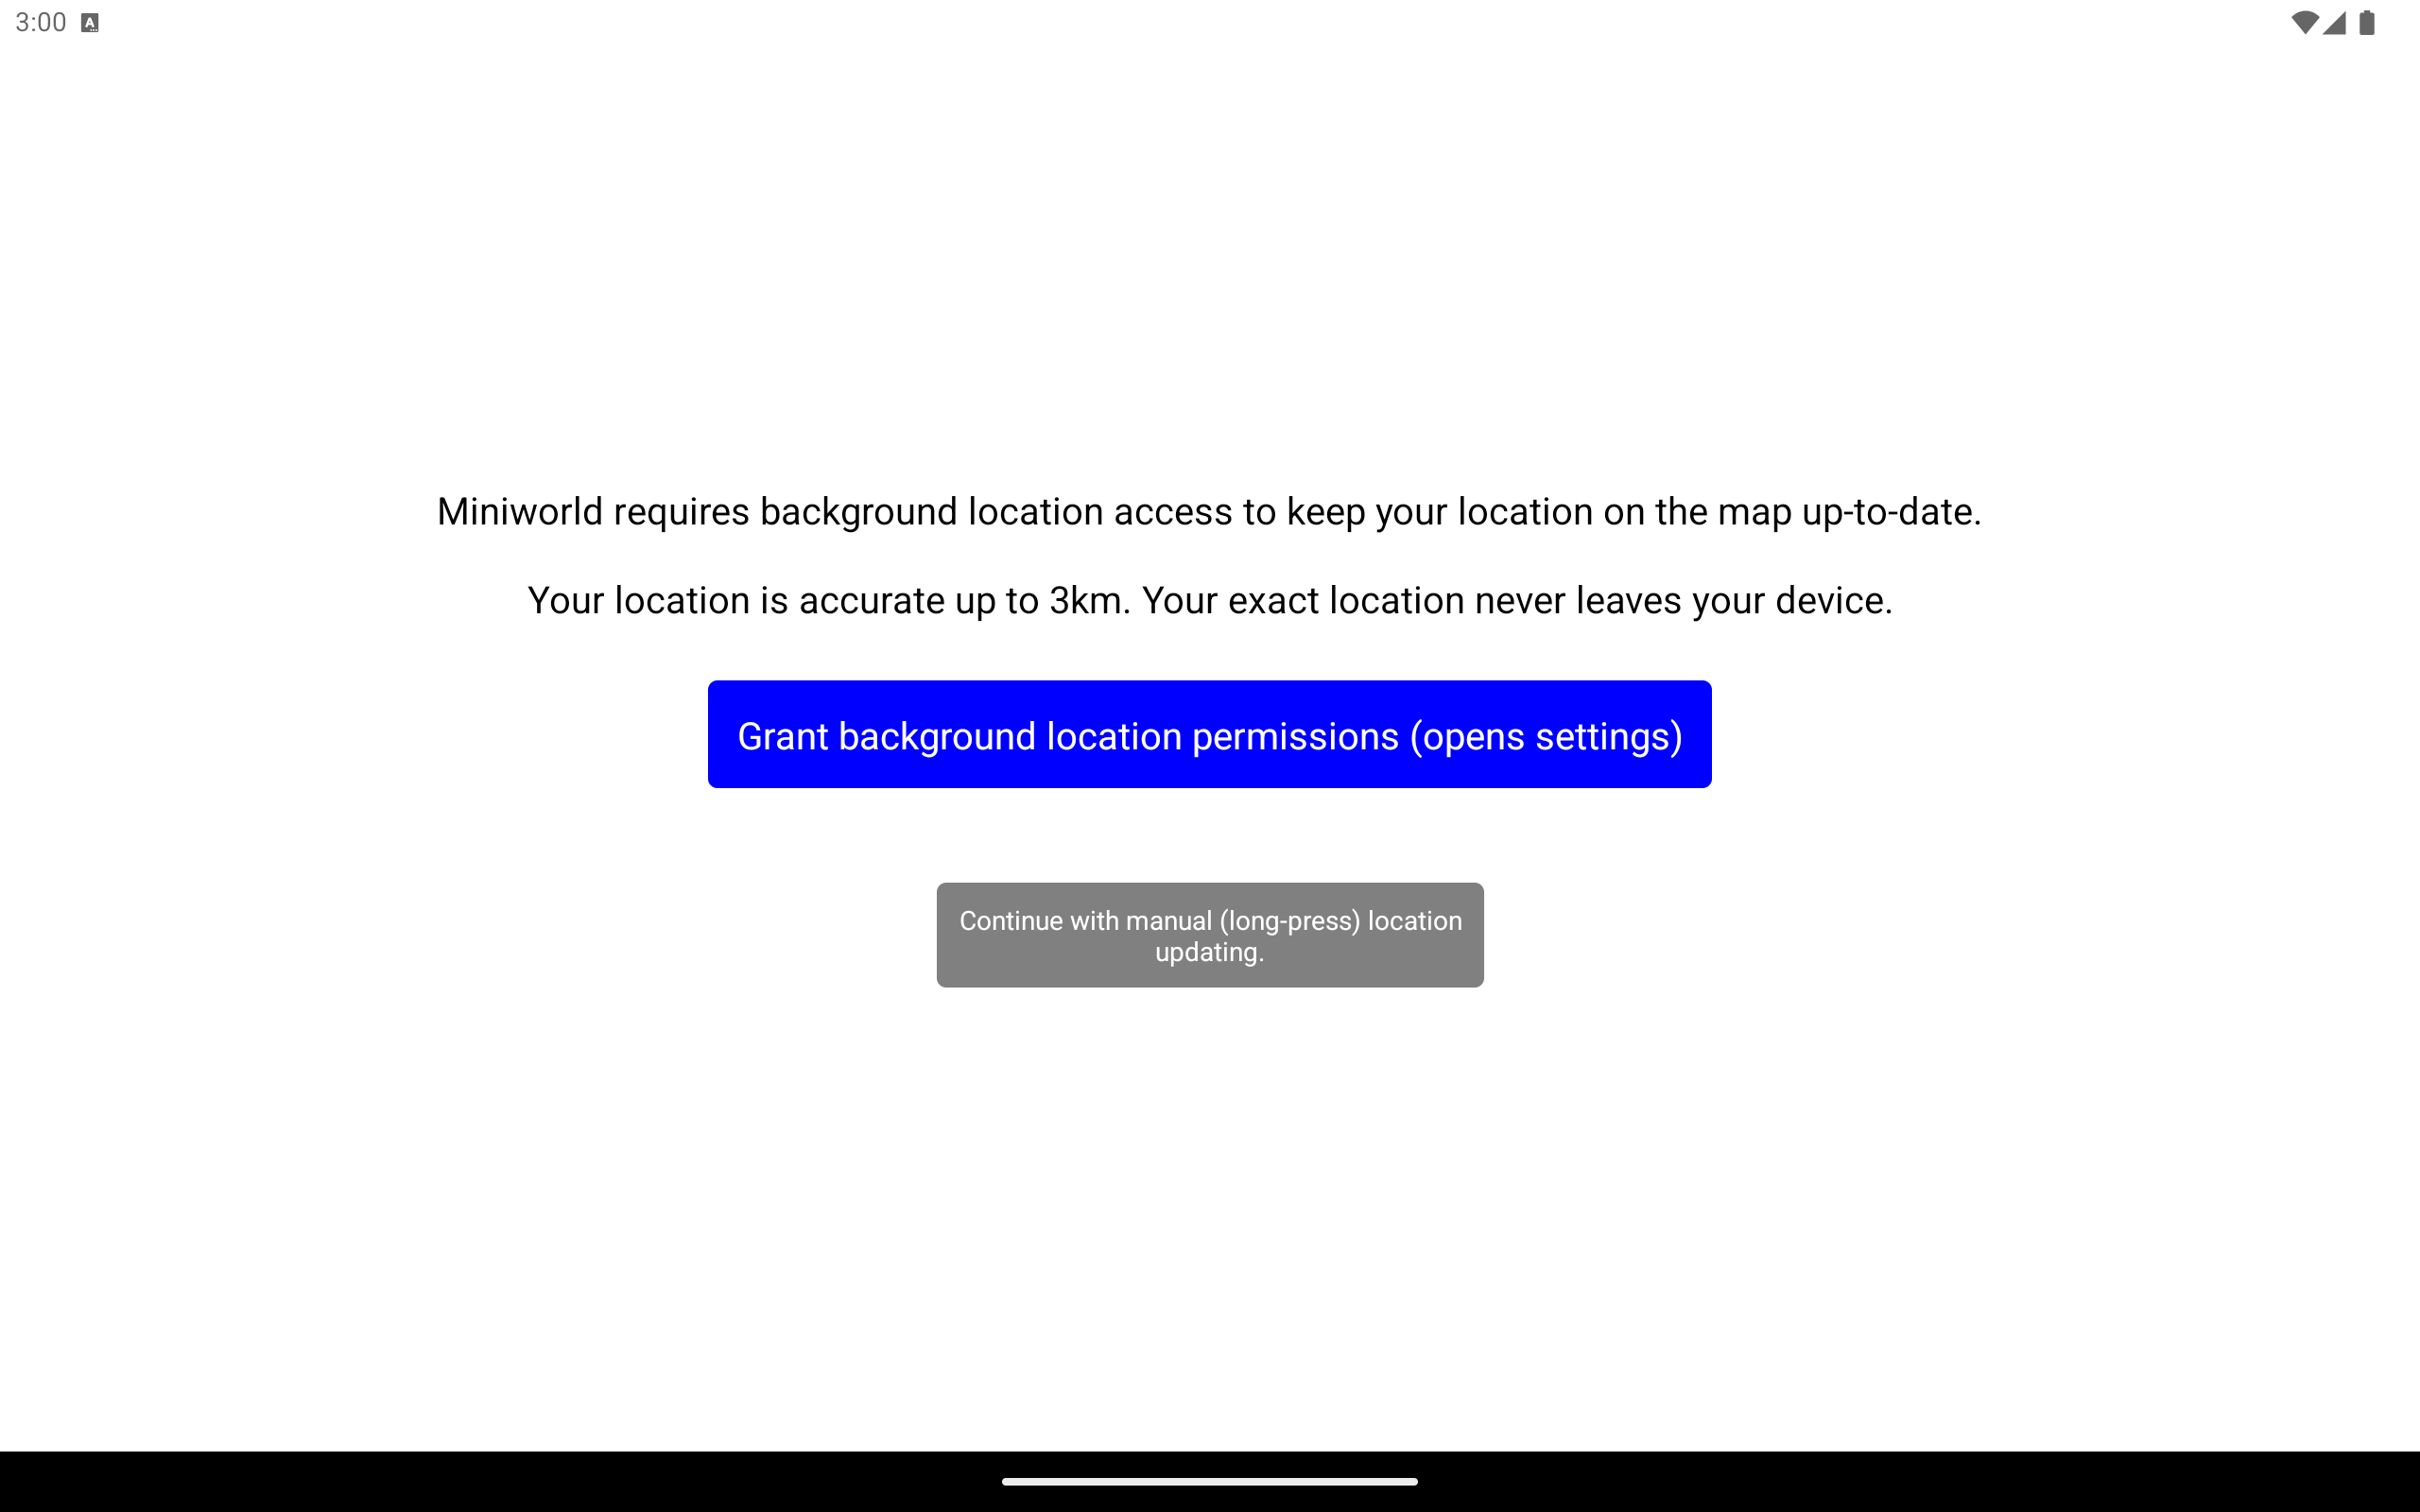 3:00
Miniworld requires background location access to keep your location on the map up-to-date.
Your location is accurate up to 3km. Your exact location never leaves your device.
Grant background location permissions (opens settings)
Continue with manual (long-press) location
updating.